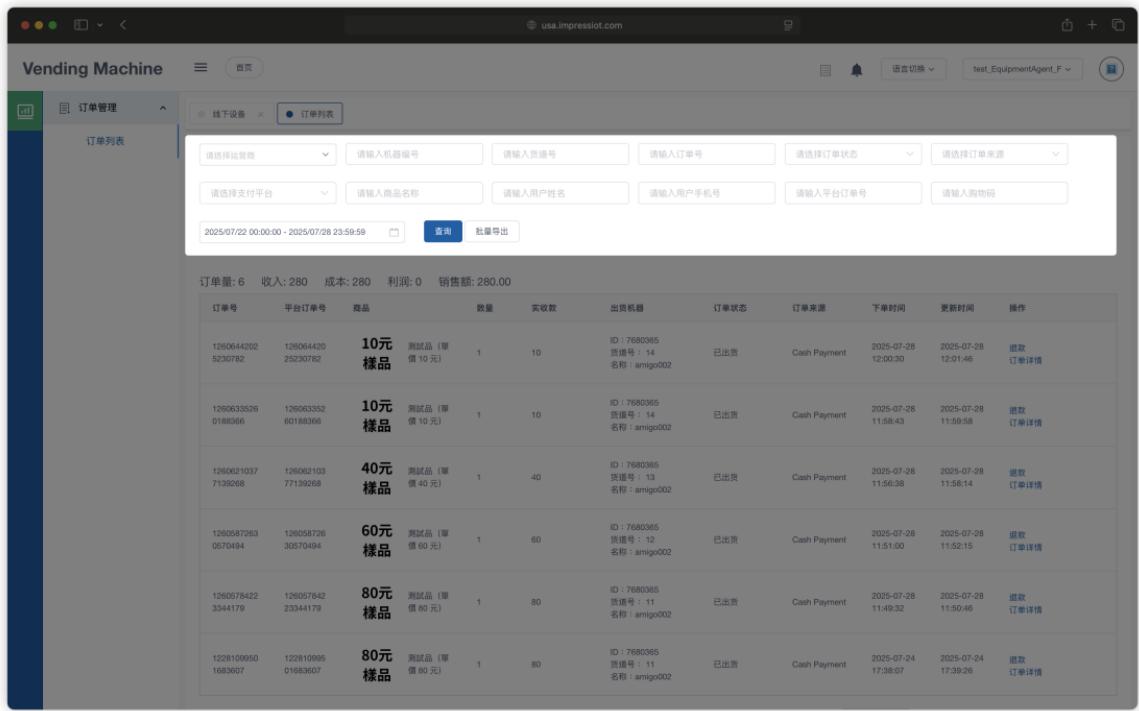 usa.impressiot.com
Vending Machine
首页
语言切换
test_EquipmentAgent_F
订单管理
线下设备 ×
订单列表
订单列表
请选择运营商
请输入机器编号
请输入货道号
请输入订单号
请选择订单状态
请选择订单来源
请选择支付平台
请输入商品名称
请输入用户姓名
请输入用户手机号
请输入平台订单号
请输入购物码
2025/07/22 00:00:00 - 2025/07/28 23:59:59
查询
批量导出
订单量: 6 收入: 280 成本: 280 利润: 0 销售额: 280.00
订单号 平台订单号 商品 数量 实收款 出货机器 订单状态 订单来源 下单时间 更新时间 操作
1260644202
5230782
126064420
25230782
10元
樣品
測試品（單
價 10 元）
1
10
ID：7680365
货道号： 14
名称：amigo002
已出货
Cash Payment
2025-07-28
12:00:30
2025-07-28
12:01:46
退款
订单详情
1260633526
0188366
126063352
60188366
10元
樣品
測試品（單
價 10 元）
1
10
ID：7680365
货道号： 14
名称：amigo002
已出货
Cash Payment
2025-07-28
11:58:43
2025-07-28
11:59:58
退款
订单详情
1260621037
7139268
126062103
77139268
40元
樣品
測試品（單
價 40 元）
1
40
ID：7680365
货道号： 13
名称：amigo002
已出货
Cash Payment
2025-07-28
11:56:38
2025-07-28
11:58:14
退款
订单详情
1260587263
0570494
126058726
30570494
60元
樣品
測試品（單
價 60 元）
1
60
ID：7680365
货道号： 12
名称：amigo002
已出货
Cash Payment
2025-07-28
11:51:00
2025-07-28
11:52:15
退款
订单详情
1260578422
3344179
126057842
23344179
80元
樣品
測試品（單
價 80 元）
1
80
ID：7680365
货道号： 11
名称：amigo002
已出货
Cash Payment
2025-07-28
11:49:32
2025-07-28
11:50:46
退款
订单详情
1228109950
1683607
122810995
01683607
80元
樣品
測試品（單
價 80 元）
1
80
ID：7680365
货道号： 11
名称：amigo002
已出货
Cash Payment
2025-07-24
17:38:07
2025-07-24
17:39:26
退款
订单详情